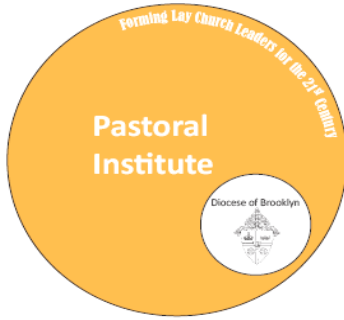 Forming Lay Church Leaders for the 21st Century
Pastoral
Institute
Diocese of Brooklyn